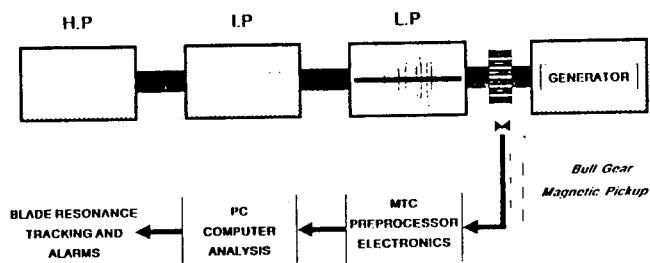 H.P
I.P
L.P
GENERATOR
Bull Gear
Magnetic Pickup
MTC
PREPROCESSOR
ELECTRONICS
PC
COMPUTER
ANALYSIS
BLADE RESONANCE
TRACKING AND
ALARMS